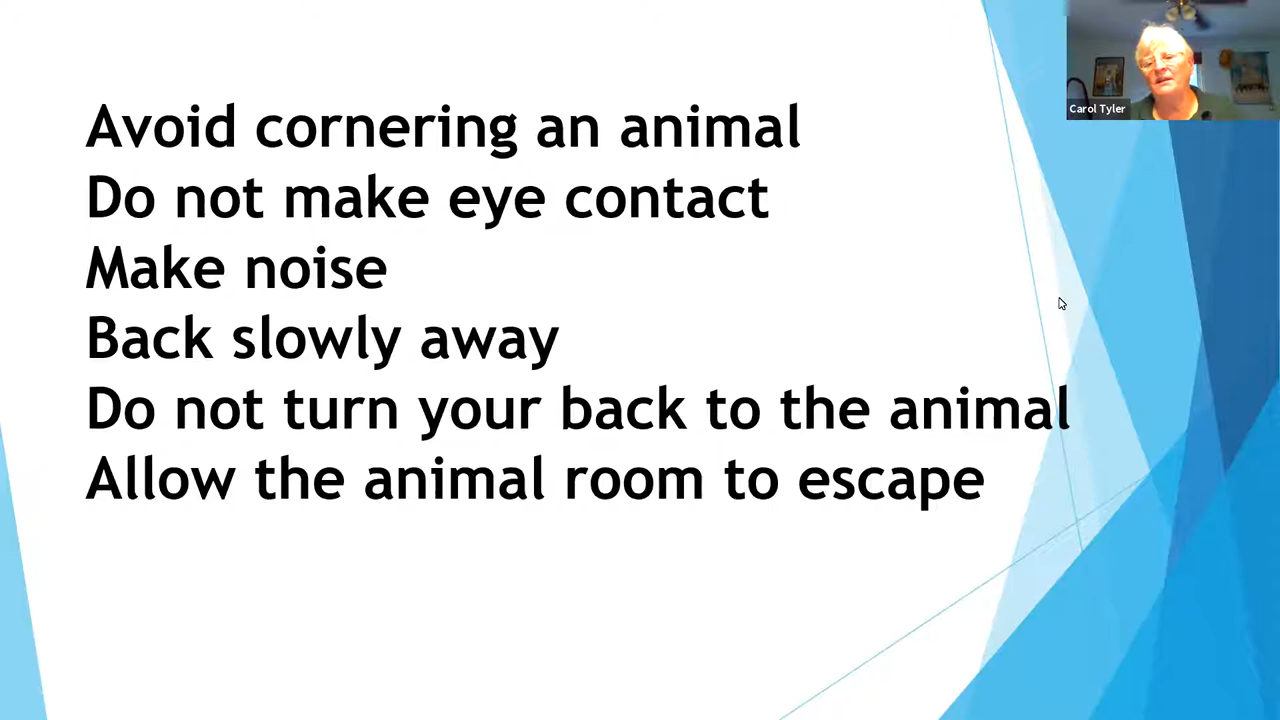 Avoid cornering an animal
Do not make eye contact
Make noise
Back slowly away
Do not turn your back to the animal
Allow the animal room to escape
Carol Tyler